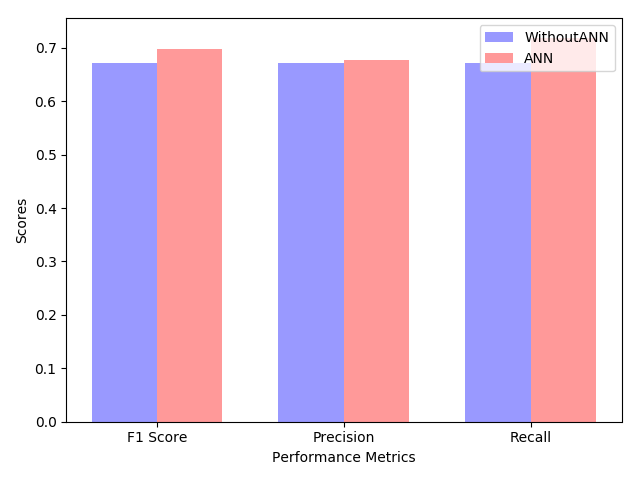 WithoutANN
ANN
0.7
0.6
0.5
0.4
0.3
0.2
0.1
0.0
Scores
F1 Score Precision Recall
Performance Metrics